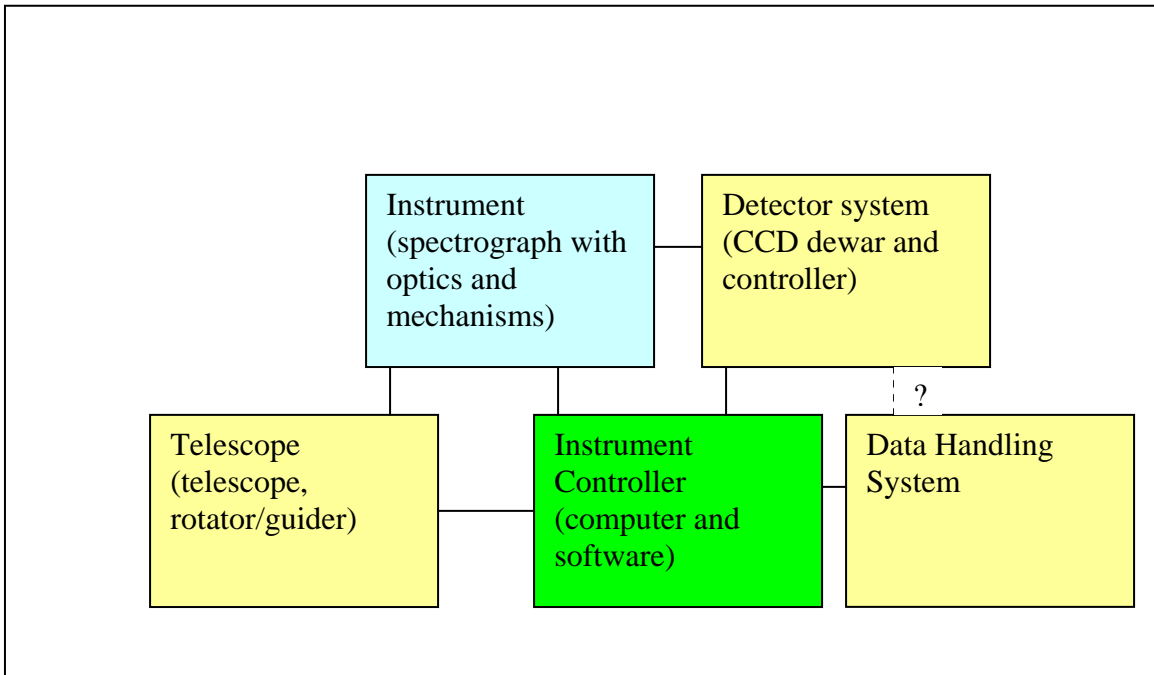 Instrument
(spectrograph with
optics and
mechanisms)
Detector system
(CCD dewar and
controller)
?
Telescope
(telescope,
rotator/guider)
Instrument
Controller
(computer and
software)
Data Handling
System